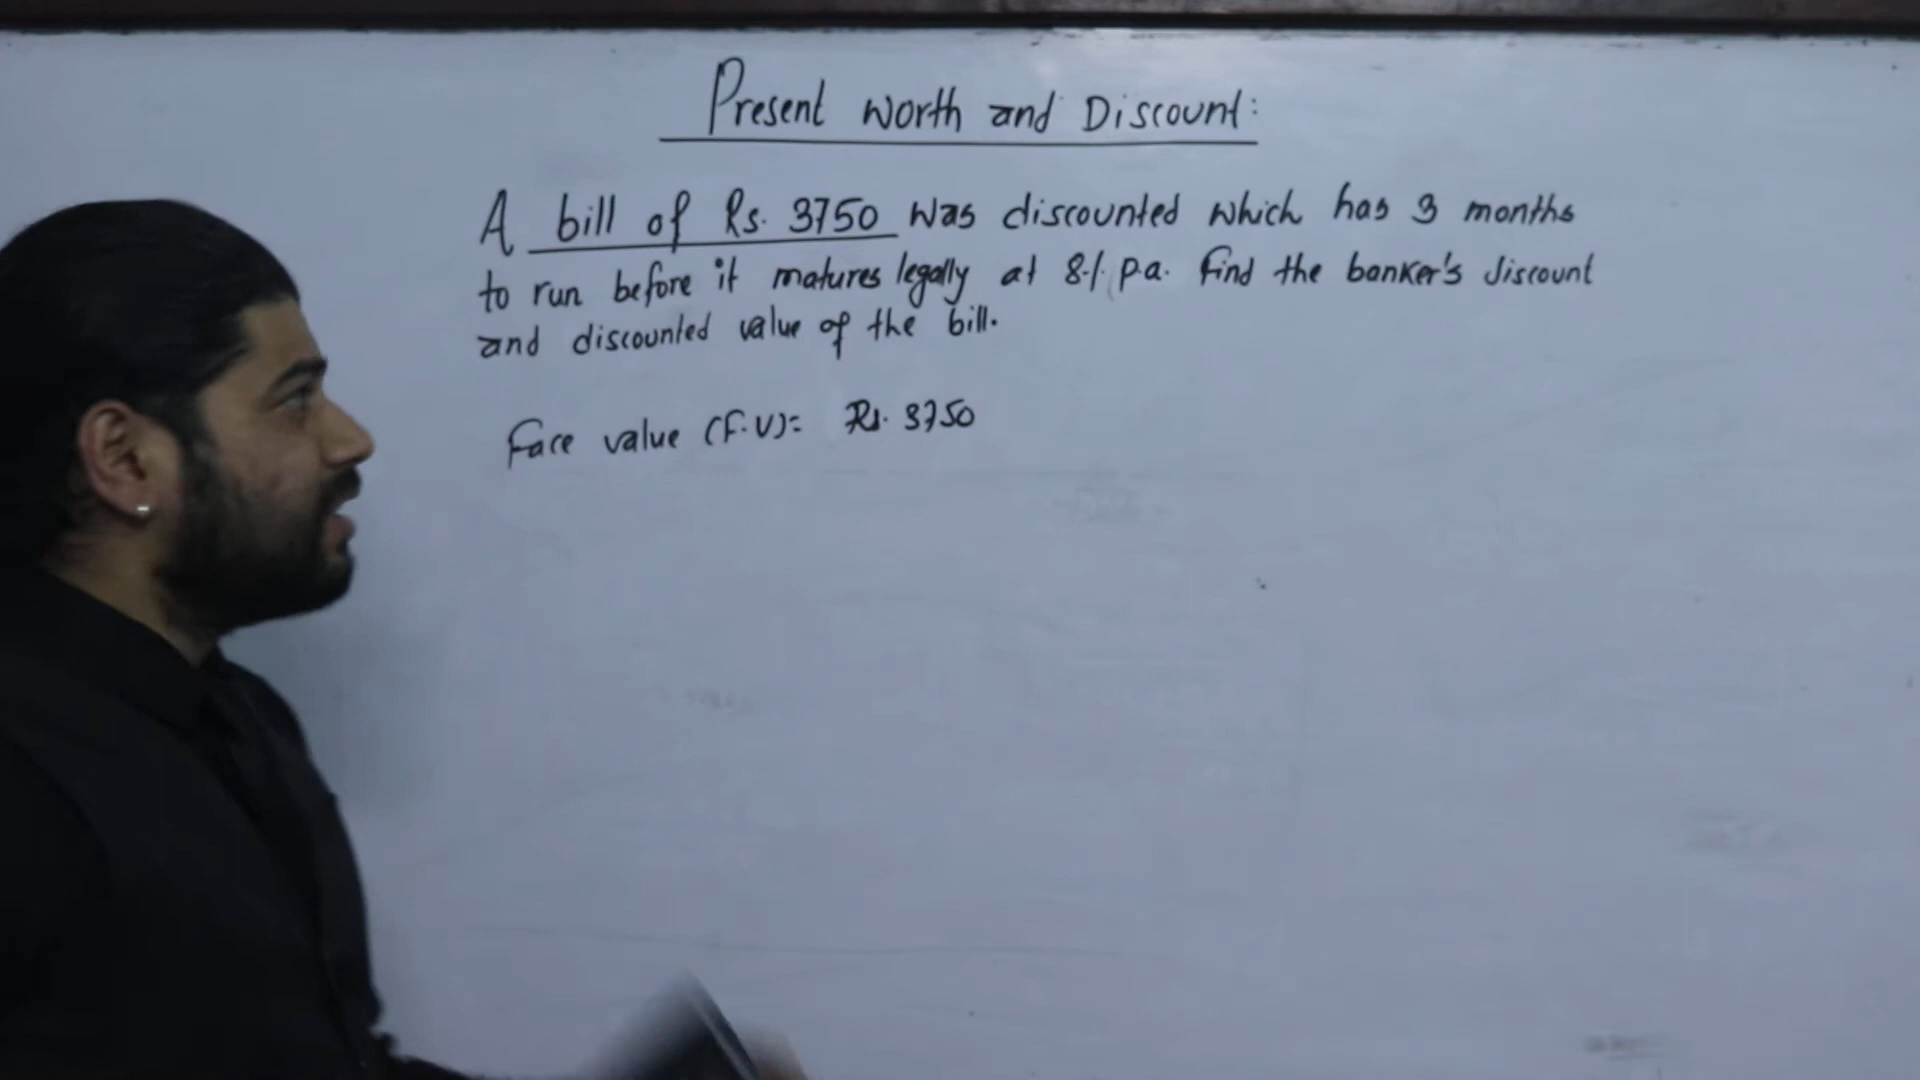 Present worth and Discount:
A bill of Rs. 3750 was discounted which has 3 months
to run before it matures legally at 8% p.a. Find the banker's discount
and discounted value of the bill.
Face value (F.V)= Rs. 3750